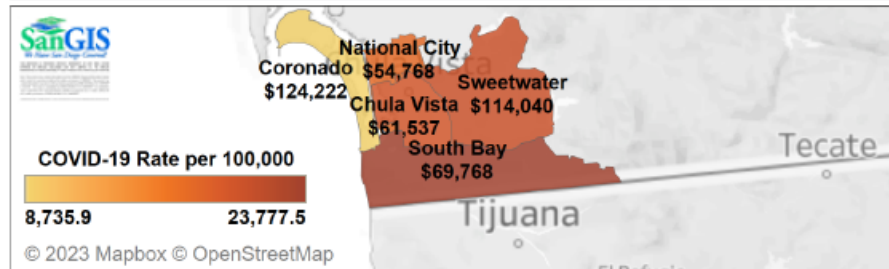 SanGIS
National City
$54,768
Coronado
$124,222
Sweetwater
$114,040
Chula Vista
$61,537
South Bay
$69,768
COVID-19 Rate per 100,000
8,735.9
23,777.5
Tecate
Tijuana
© 2023 Mapbox © OpenStreetMap